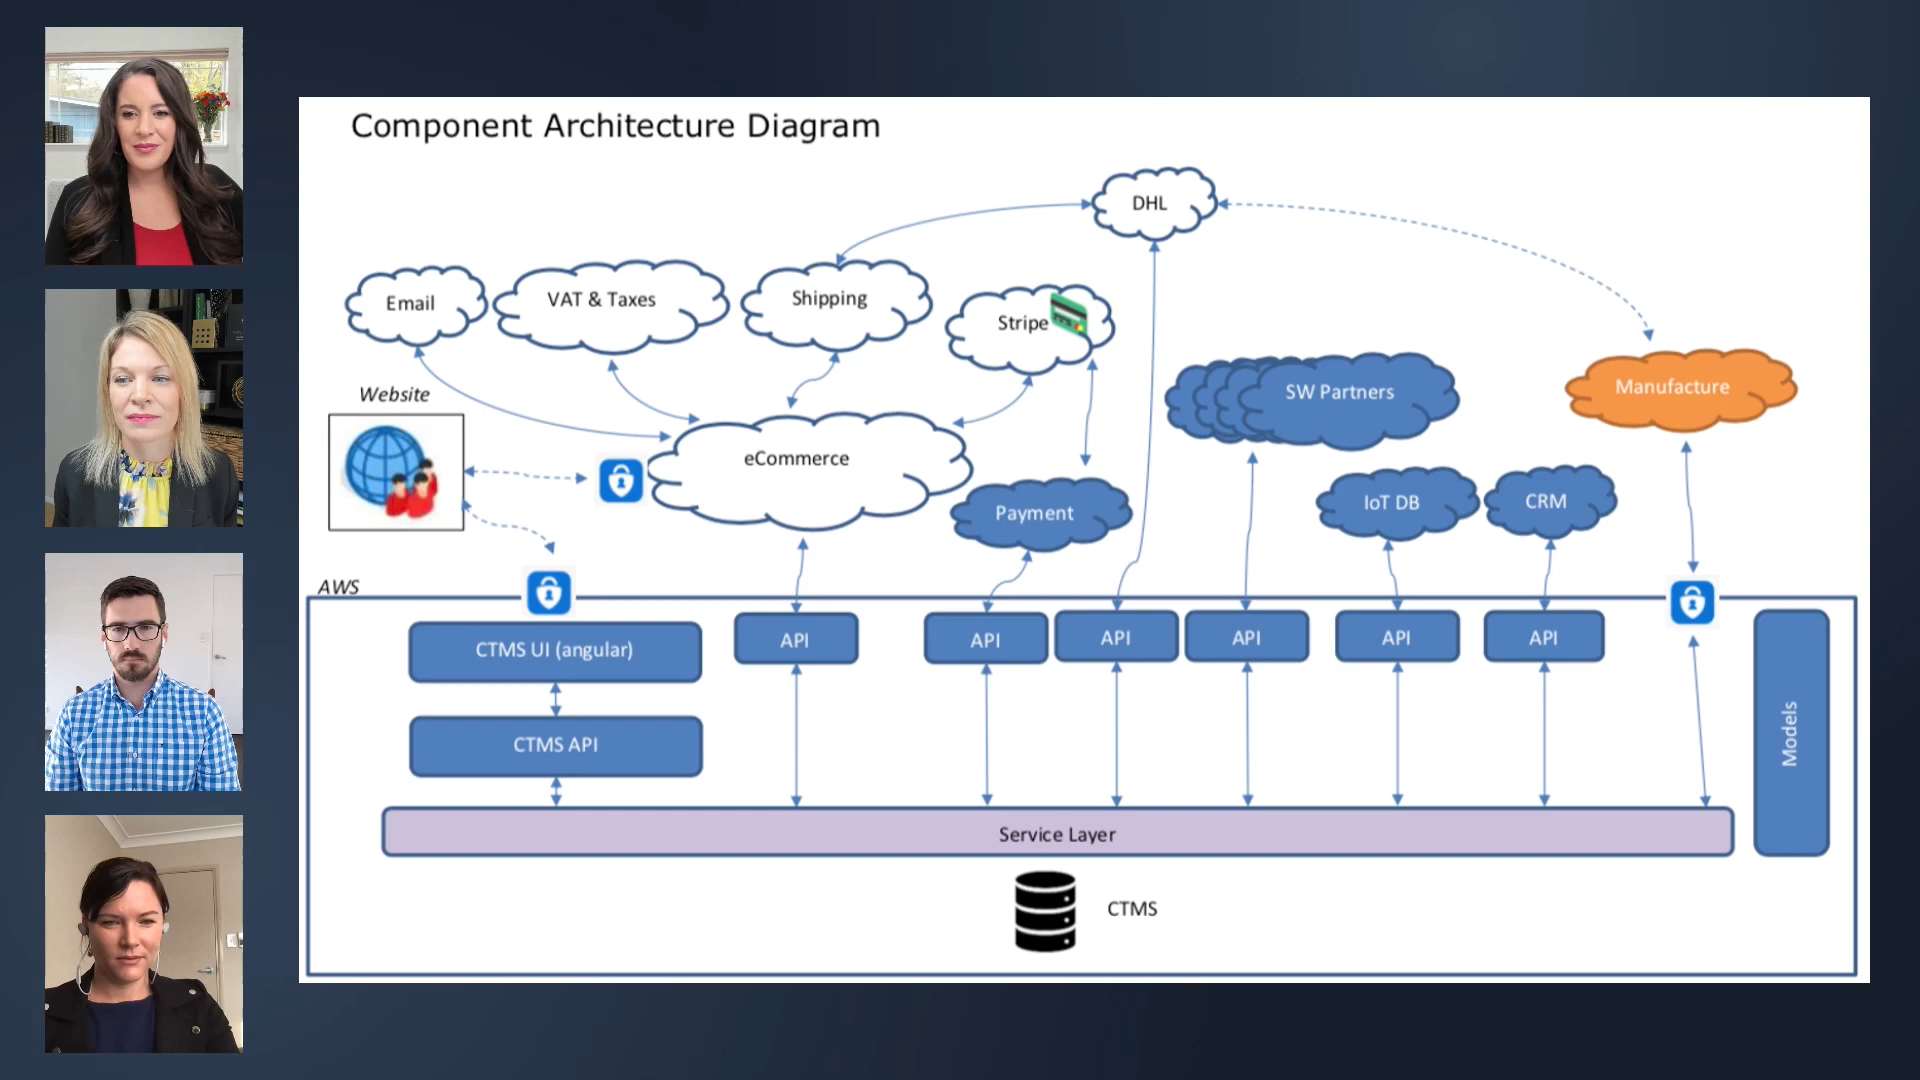 Component Architecture Diagram
DHL
Email
VAT & Taxes
Shipping
Stripe
SW Partners
Manufacture
Website
eCommerce
Payment
IoT DB
CRM
AWS
CTMS UI (angular)
API
API
API
API
API
API
CTMS API
Models
Service Layer
CTMS